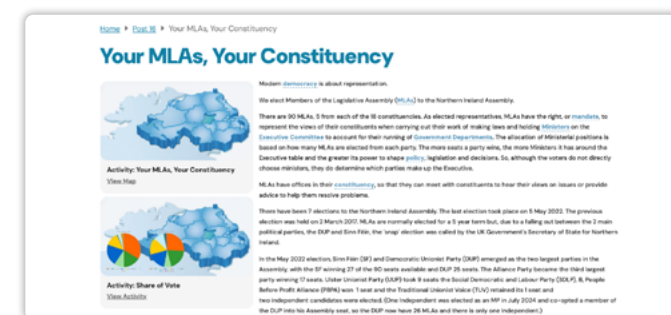 Home ▸ Post 16 ▸ Your MLAs, Your Constituency
Your MLAs, Your Constituency
Activity: Your MLAs, Your Constituency
View Map
Activity: Share of Vote
View Activity
Modern democracy is about representation.
We elect Members of the Legislative Assembly (MLAs) to the Northern Ireland Assembly.
There are 90 MLAs, 5 from each of the 18 constituencies. As elected representatives, MLAs have the right, or mandate, to
represent the views of their constituents when carrying out their work of making laws and holding Ministers on the
Executive Committee to account for their running of Government Departments. The allocation of Ministerial positions is
based on how many MLAs are elected from each party. The more seats a party wins, the more Ministers it has around the
Executive table and the greater its power to shape policy, legislation and decisions. So, although the voters do not directly
choose ministers, they do determine which parties make up the Executive.
MLAs have offices in their constituency, so that they can meet with constituents to hear their views on issues or provide
advice to help them resolve problems.
There have been 7 elections to the Northern Ireland Assembly. The last election took place on 5 May 2022. The previous
election was held on 2 March 2017. MLAs are normally elected for a 5 year term but, due to a falling out between the 2 main
political parties, the DUP and Sinn Féin, the 'snap' election was called by the UK Government's Secretary of State for Northern
Ireland.
In the May 2022 election, Sinn Féin (SF) and Democratic Unionist Party (DUP) emerged as the two largest parties in the
Assembly, with the SF winning 27 of the 90 seats available and DUP 25 seats. The Alliance Party became the third largest
party winning 17 seats. Ulster Unionist Party (UUP) took 9 seats the Social Democratic and Labour Party (SDLP), 8, People
Before Profit Alliance (PBPA) won 1 seat and the Traditional Unionist Voice (TUV) retained its 1 seat and
two independent candidates were elected. (One Independent was elected as an MP in July 2024 and co-opted a member of
the DUP into his Assembly seat, so the DUP now have 26 MLAs and there is only one independent.)